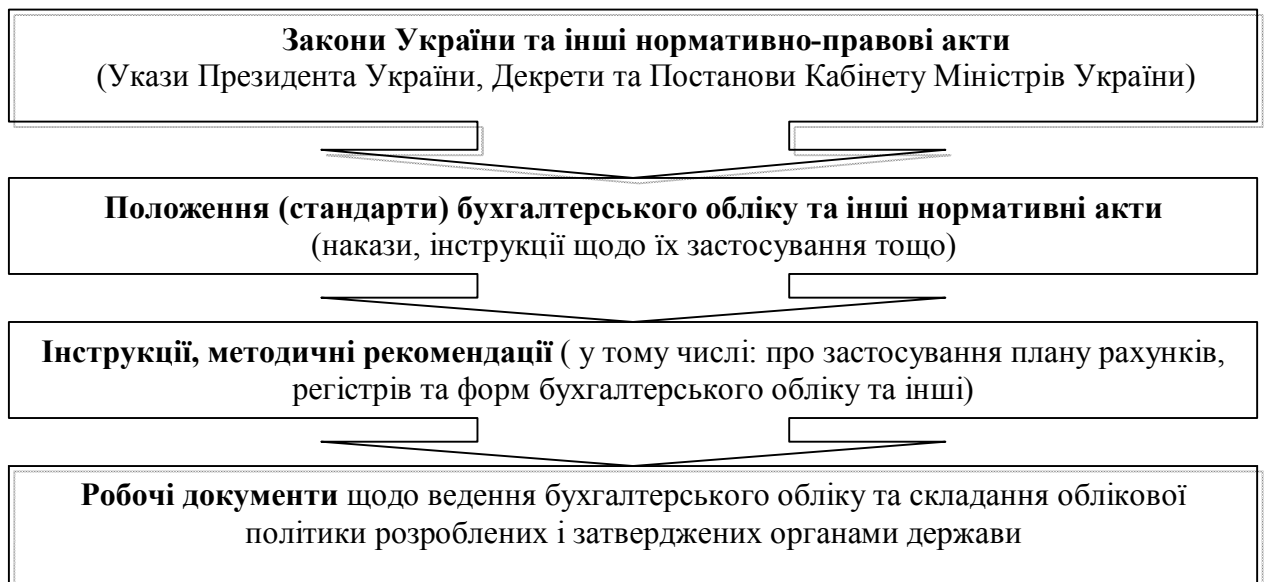 Закони України та інші нормативно-правові акти
(Укази Президента України, Декрети та Постанови Кабінету Міністрів України)
Положення (стандарти) бухгалтерського обліку та інші нормативні акти
(накази, інструкції щодо їх застосування тощо)
Інструкції, методичні рекомендації ( у тому числі: про застосування плану рахунків,
регістрів та форм бухгалтерського обліку та інші)
Робочі документи щодо ведення бухгалтерського обліку та складання облікової
політики розроблених і затверджених органами держави